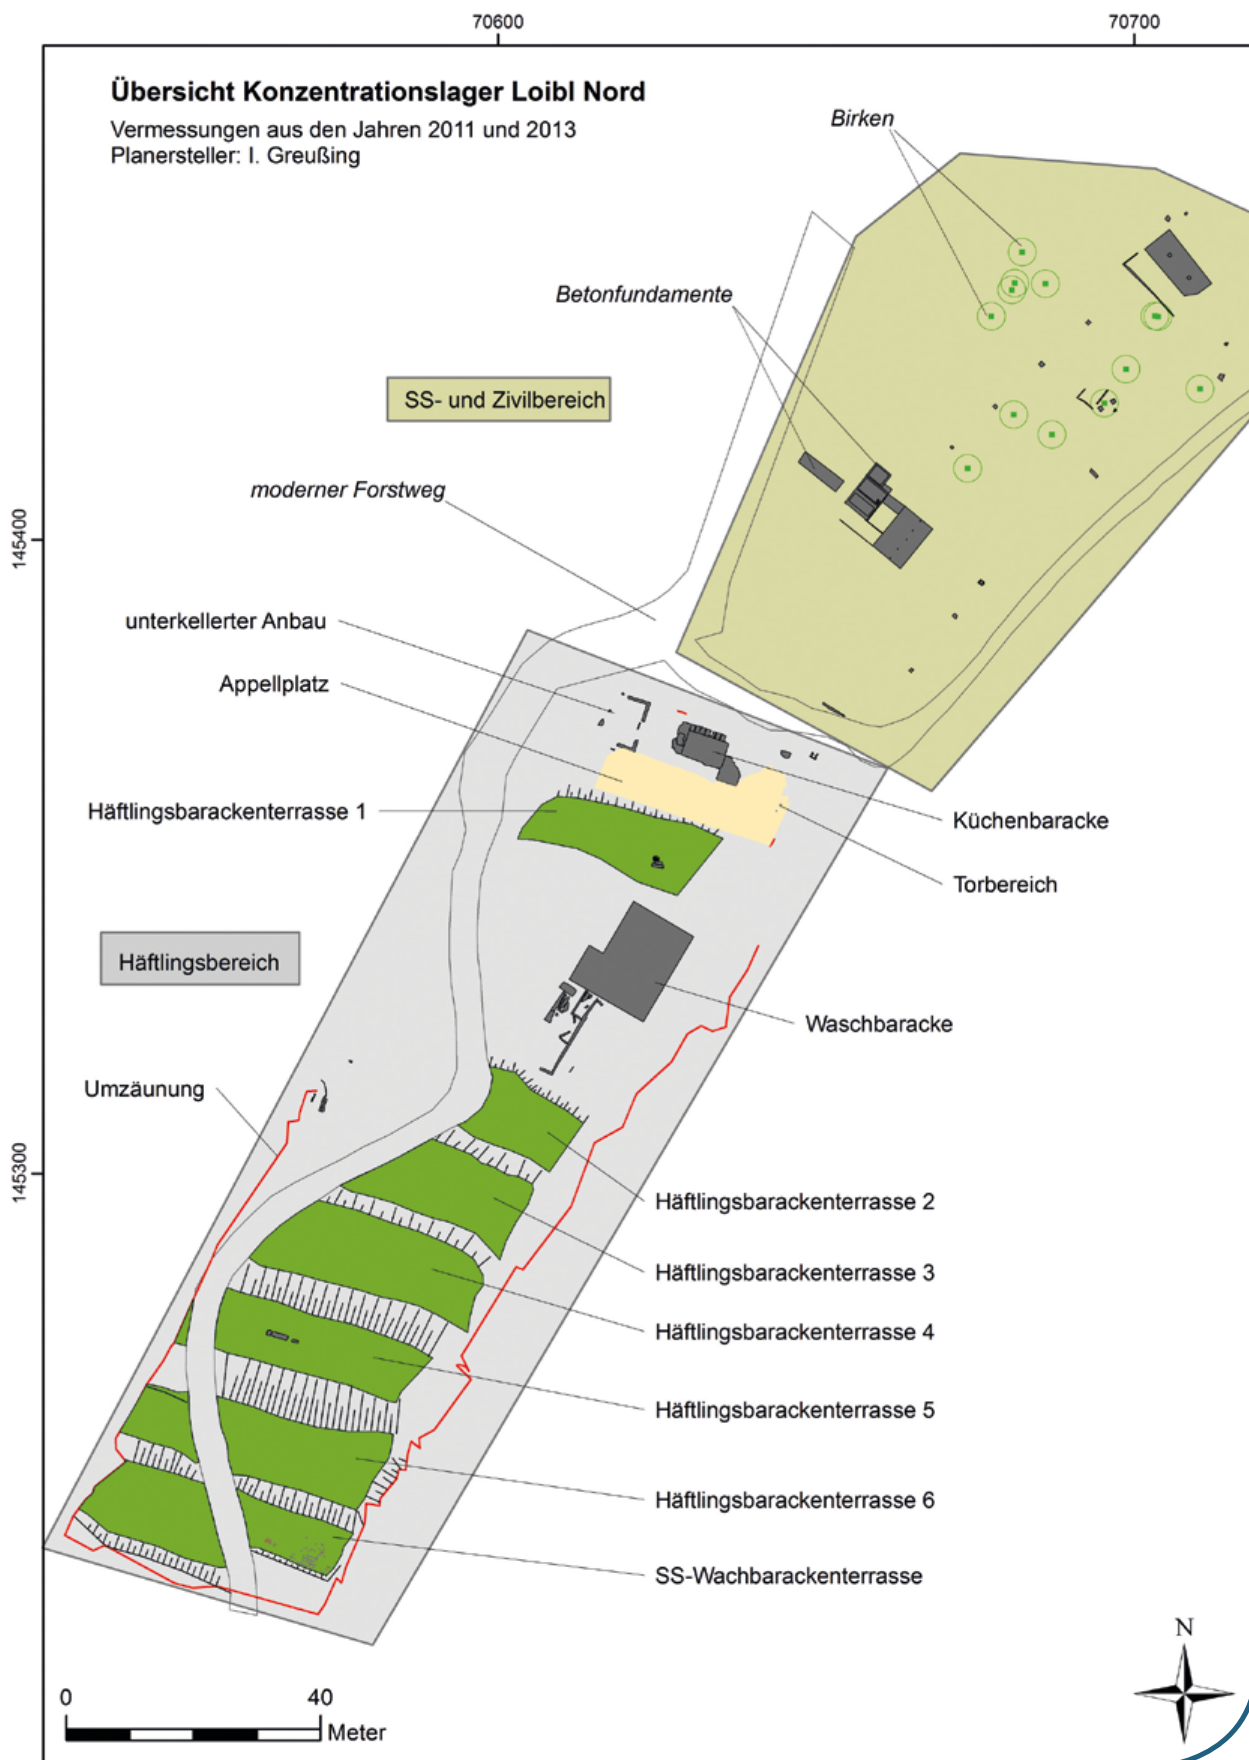 70600
70700
Übersicht Konzentrationslager Loibl Nord
Vermessungen aus den Jahren 2011 und 2013
Planersteller: I. Greußing
Birken
Betonfundamente
SS- und Zivilbereich
moderner Forstweg
145400
unterkellerter Anbau
Appellplatz
Häftlingsbarackenterrasse 1
Küchenbaracke
Torbereich
Häftlingsbereich
Waschbaracke
Umzäunung
145300
Häftlingsbarackenterrasse 2
Häftlingsbarackenterrasse 3
Häftlingsbarackenterrasse 4
Häftlingsbarackenterrasse 5
Häftlingsbarackenterrasse 6
SS-Wachbarackenterrasse
N
0
40
Meter